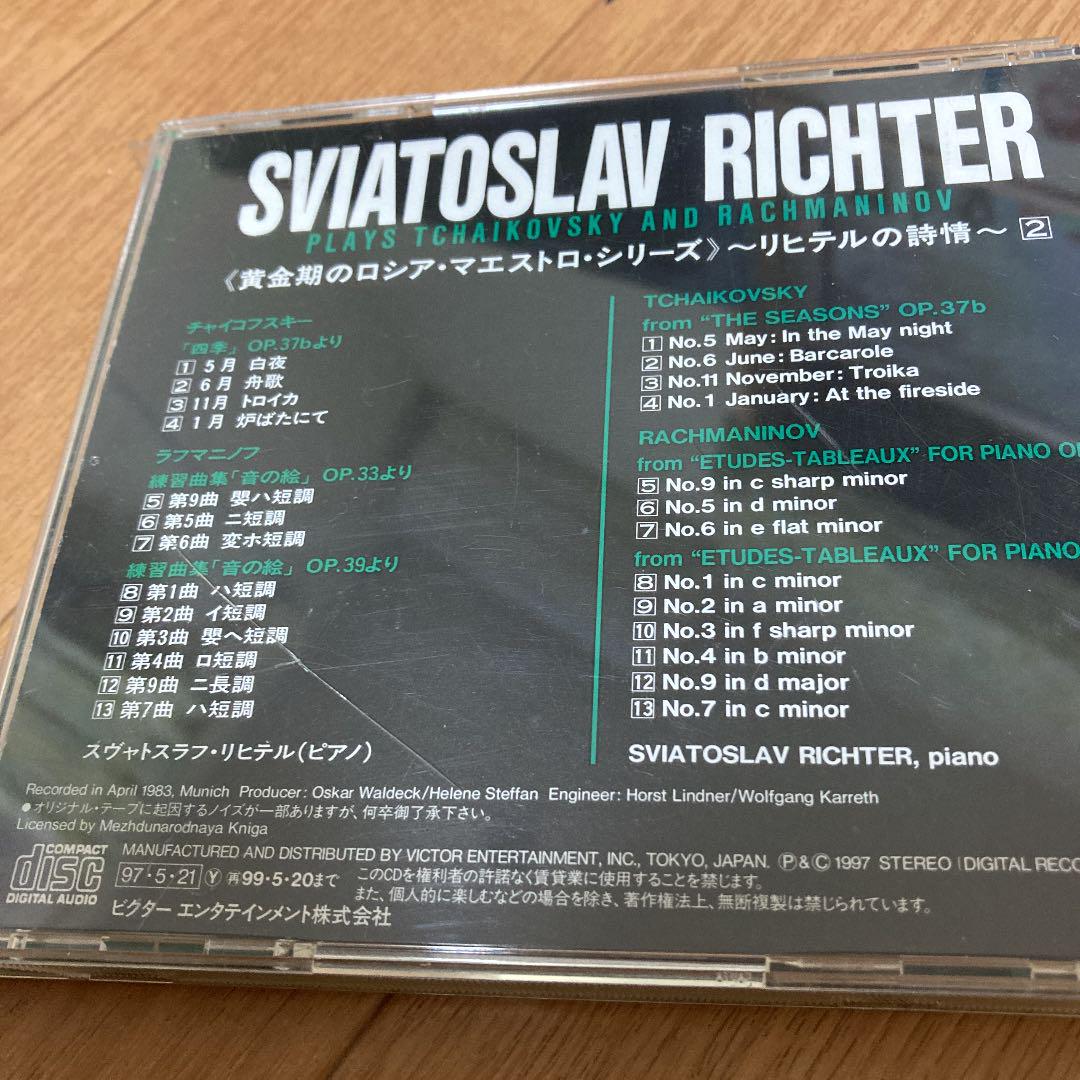 SVIATOSLAV RICHTER
PLAYS TCHAIKOVSKY AND RACHMANINOV
《黄金期のロシア・マエストロ・シリーズ》〜リヒテルの詩情〜 2
チャイコフスキー
「四季」 OP.37bより
1 5月 白夜
2 6月 舟歌
3 11月 トロイカ
4 1月 炉ばたにて
ラフマニノフ
練習曲集「音の絵」 OP.33より
5 第9曲 嬰ハ短調
6 第5曲 ニ短調
7 第6曲 変ホ短調
練習曲集「音の絵」 OP.39より
8 第1曲 ハ短調
9 第2曲 イ短調
10 第3曲 嬰ヘ短調
11 第4曲 ロ短調
12 第9曲 ニ長調
13 第7曲 ハ短調
スヴャトスラフ・リヒテル(ピアノ)
TCHAIKOVSKY
from "THE SEASONS" OP.37b
1 No.5 May: In the May night
2 No.6 June: Barcarole
3 No.11 November: Troika
4 No.1 January: At the fireside
RACHMANINOV
from "ETUDES-TABLEAUX" FOR PIANO
5 No.9 in c sharp minor
6 No.5 in d minor
7 No.6 in e flat minor
from "ETUDES-TABLEAUX" FOR PIANO
8 No.1 in c minor
9 No.2 in a minor
10 No.3 in f sharp minor
11 No.4 in b minor
12 No.9 in d major
13 No.7 in c minor
SVIATOSLAV RICHTER, piano
Recorded in April 1983, Munich Producer: Oskar Waldeck/Helene Steffan Engineer: Horst Lindner/Wolfgang Karreth
●オリジナル・テープに起因するノイズが一部ありますが、何卒御了承下さい。
Licensed by Mezhdunarodnaya Kniga
COMPACT
disc
DIGITAL AUDIO
MANUFACTURED AND DISTRIBUTED BY VICTOR ENTERTAINMENT, INC., TOKYO, JAPAN. Ⓟ&© 1997 STEREO DIGITAL
97・5・21 Ⓨ 再99・5・20まで
このCDを権利者の許諾なく賃貸業に使用することを禁じます。
また、個人的に楽しむなどの場合を除き、著作権法上、無断複製は禁じられています。
ビクター エンタテインメント株式会社